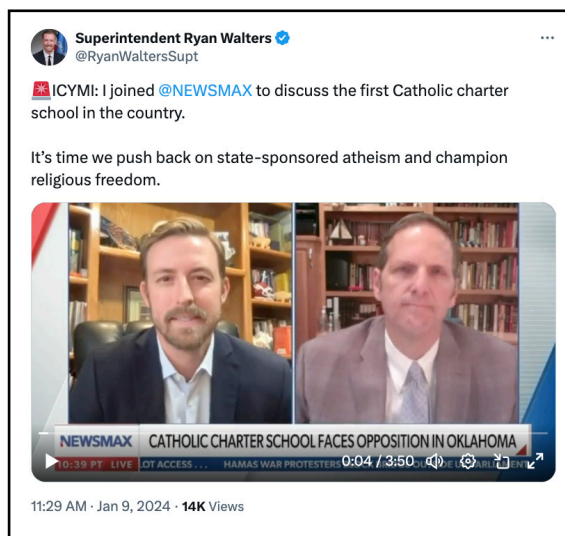 Superintendent Ryan Walters
@RyanWaltersSupt
🚨ICYMI: I joined @NEWSMAX to discuss the first Catholic charter
school in the country.
It’s time we push back on state-sponsored atheism and champion
religious freedom.
NEWSMAX CATHOLIC CHARTER SCHOOL FACES OPPOSITION IN OKLAHOMA
10:39 PT LIVE LOT ACCESS . . . HAMAS WAR PROTESTERS
0:04 / 3:50
11:29 AM · Jan 9, 2024 · 14K Views